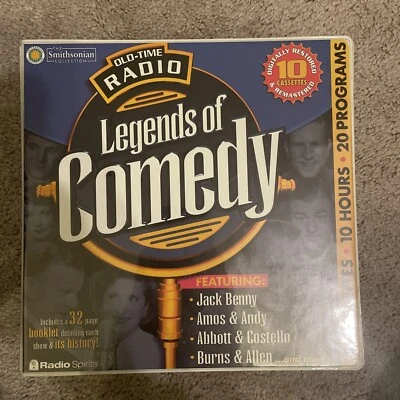 THE
Smithsonian
COLLECTION
OLD-TIME
RADIO
DIGITALLY RESTORED
10
CASSETTES
& REMASTERED
Legends of
Comedy
ES • 10 HOURS • 20 PROGRAMS
FEATURING:
• Jack Benny
• Amos & Andy
• Abbott & Costello
• Burns & Allen ...and more
Includes a 32 page
booklet detailing each
show & its history!
Radio Spirits